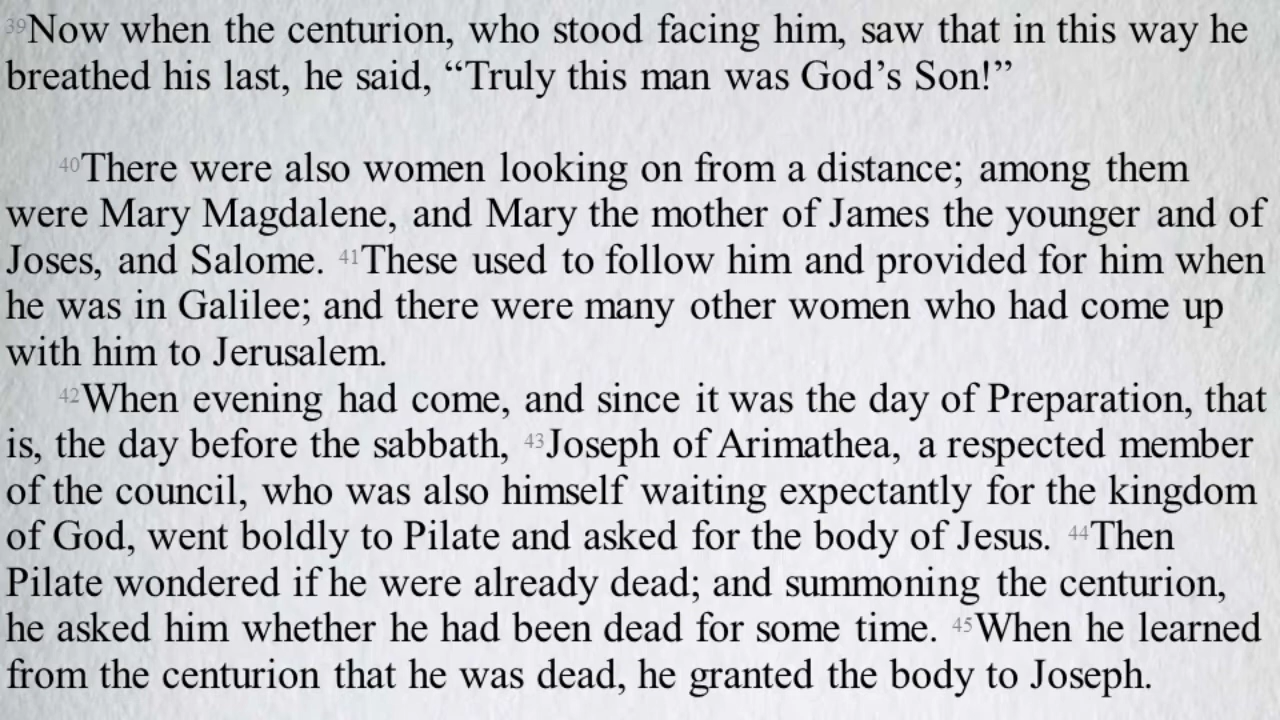 39Now when the centurion, who stood facing him, saw that in this way he
breathed his last, he said, “Truly this man was God’s Son!”
40There were also women looking on from a distance; among them
were Mary Magdalene, and Mary the mother of James the younger and of
Joses, and Salome. 41These used to follow him and provided for him when
he was in Galilee; and there were many other women who had come up
with him to Jerusalem.
42When evening had come, and since it was the day of Preparation, that
is, the day before the sabbath, 43Joseph of Arimathea, a respected member
of the council, who was also himself waiting expectantly for the kingdom
of God, went boldly to Pilate and asked for the body of Jesus. 44Then
Pilate wondered if he were already dead; and summoning the centurion,
he asked him whether he had been dead for some time. 45When he learned
from the centurion that he was dead, he granted the body to Joseph.